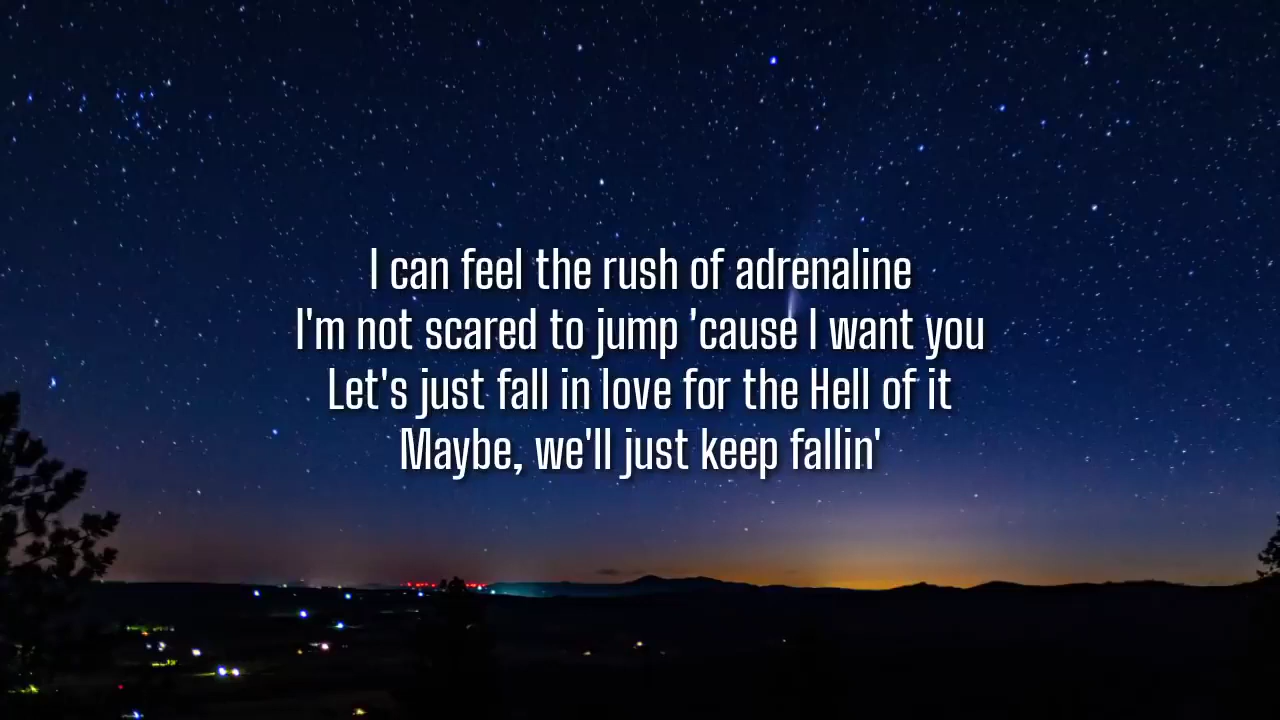 I can feel the rush of adrenaline
I'm not scared to jump 'cause I want you
Let's just fall in love for the Hell of it
Maybe, we'll just keep fallin'